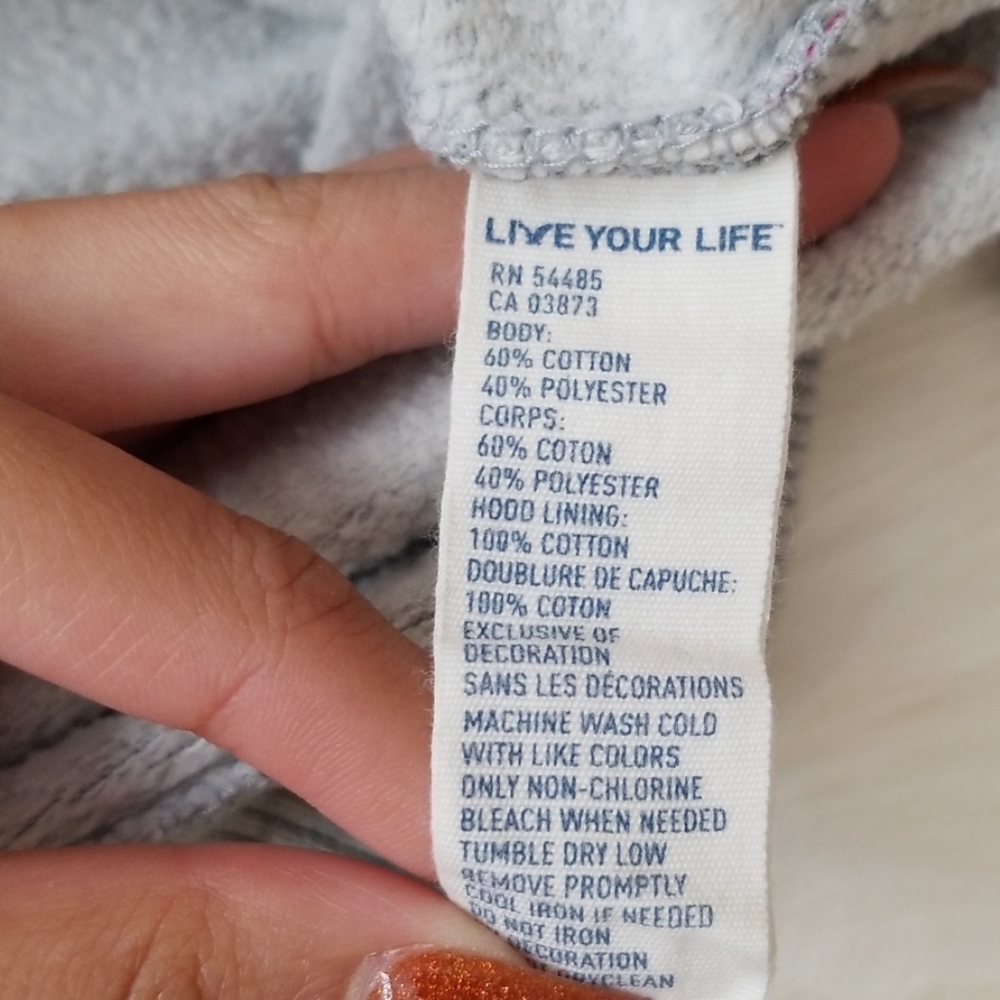 LIVE YOUR LIFE™
RN 54485
CA 03873
BODY:
60% COTTON
40% POLYESTER
CORPS:
60% COTON
40% POLYESTER
HOOD LINING:
100% COTTON
DOUBLURE DE CAPUCHE:
100% COTON
EXCLUSIVE OF
DECORATION
SANS LES DÉCORATIONS
MACHINE WASH COLD
WITH LIKE COLORS
ONLY NON-CHLORINE
BLEACH WHEN NEEDED
TUMBLE DRY LOW
REMOVE PROMPTLY
COOL IRON IF NEEDED
DO NOT IRON
DECORATION
DRYCLEAN